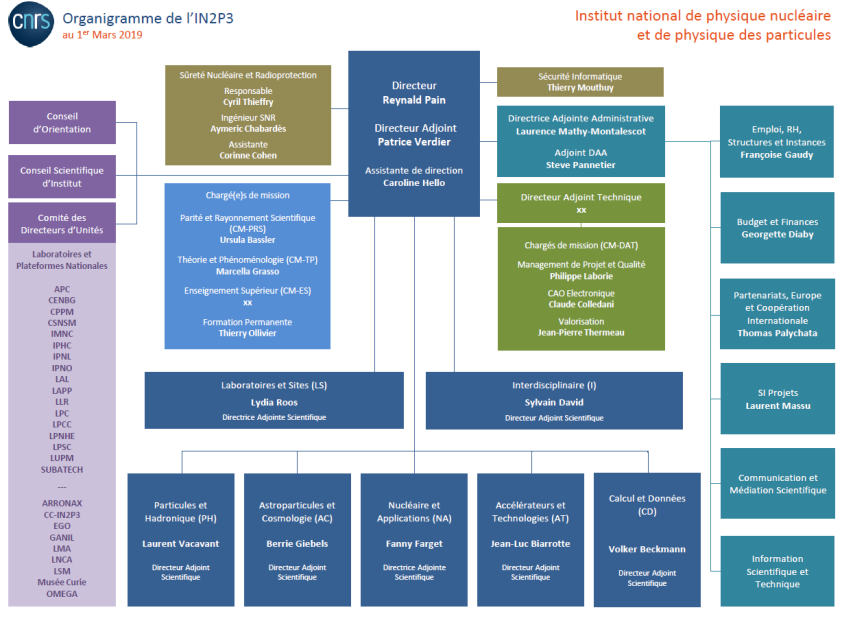 cnrs
Organigramme de l'IN2P3
au 1er Mars 2019
Institut national de physique nucléaire
et de physique des particules
Sûreté Nucléaire et Radioprotection
Responsable
Cyril Thieffry
Ingénieur SNR
Aymeric Chabardès
Assistante
Corinne Cohen
Directeur
Reynald Pain
Directeur Adjoint
Patrice Verdier
Assistante de direction
Caroline Hello
Sécurité Informatique
Thierry Mouthuy
Directrice Adjointe Administrative
Laurence Mathy-Montalescot
Adjoint DAA
Steve Pannetier
Directeur Adjoint Technique
xx
Conseil
d'Orientation
Conseil Scientifique
d'Institut
Comité des
Directeurs d'Unités
Laboratoires et
Plateformes Nationales
APC
CENBG
CPPM
CSNSM
IMNC
IPHC
IPNL
IPNO
LAL
LAPP
LLR
LPC
LPCC
LPNHE
LPSC
LUPM
SUBATECH
---
ARRONAX
CC-IN2P3
EGO
GANIL
LMA
LNCA
LSM
Musée Curie
OMEGA
Chargé(e)s de mission
Parité et Rayonnement Scientifique
(CM-PRS)
Ursula Bassler
Théorie et Phénoménologie (CM-TP)
Marcella Grasso
Enseignement Supérieur (CM-ES)
xx
Formation Permanente
Thierry Ollivier
Chargés de mission (CM-DAT)
Management de Projet et Qualité
Philippe Laborie
CAO Electronique
Claude Colledani
Valorisation
Jean-Pierre Thermeau
Emploi, RH,
Structures et Instances
Françoise Gaudy
Budget et Finances
Georgette Diaby
Partenariats, Europe
et Coopération
Internationale
Thomas Palychata
SI Projets
Laurent Massu
Communication et
Médiation Scientifique
Information
Scientifique et
Technique
Laboratoires et Sites (LS)
Lydia Roos
Directrice Adjointe Scientifique
Interdisciplinaire (I)
Sylvain David
Directeur Adjoint Scientifique
Particules et
Hadronique (PH)
Laurent Vacavant
Directeur Adjoint
Scientifique
Astroparticules et
Cosmologie (AC)
Berrie Giebels
Directeur Adjoint
Scientifique
Nucléaire et
Applications (NA)
Fanny Farget
Directrice Adjointe
Scientifique
Accélérateurs et
Technologies (AT)
Jean-Luc Biarrotte
Directeur Adjoint
Scientifique
Calcul et Données
(CD)
Volker Beckmann
Directeur Adjoint
Scientifique